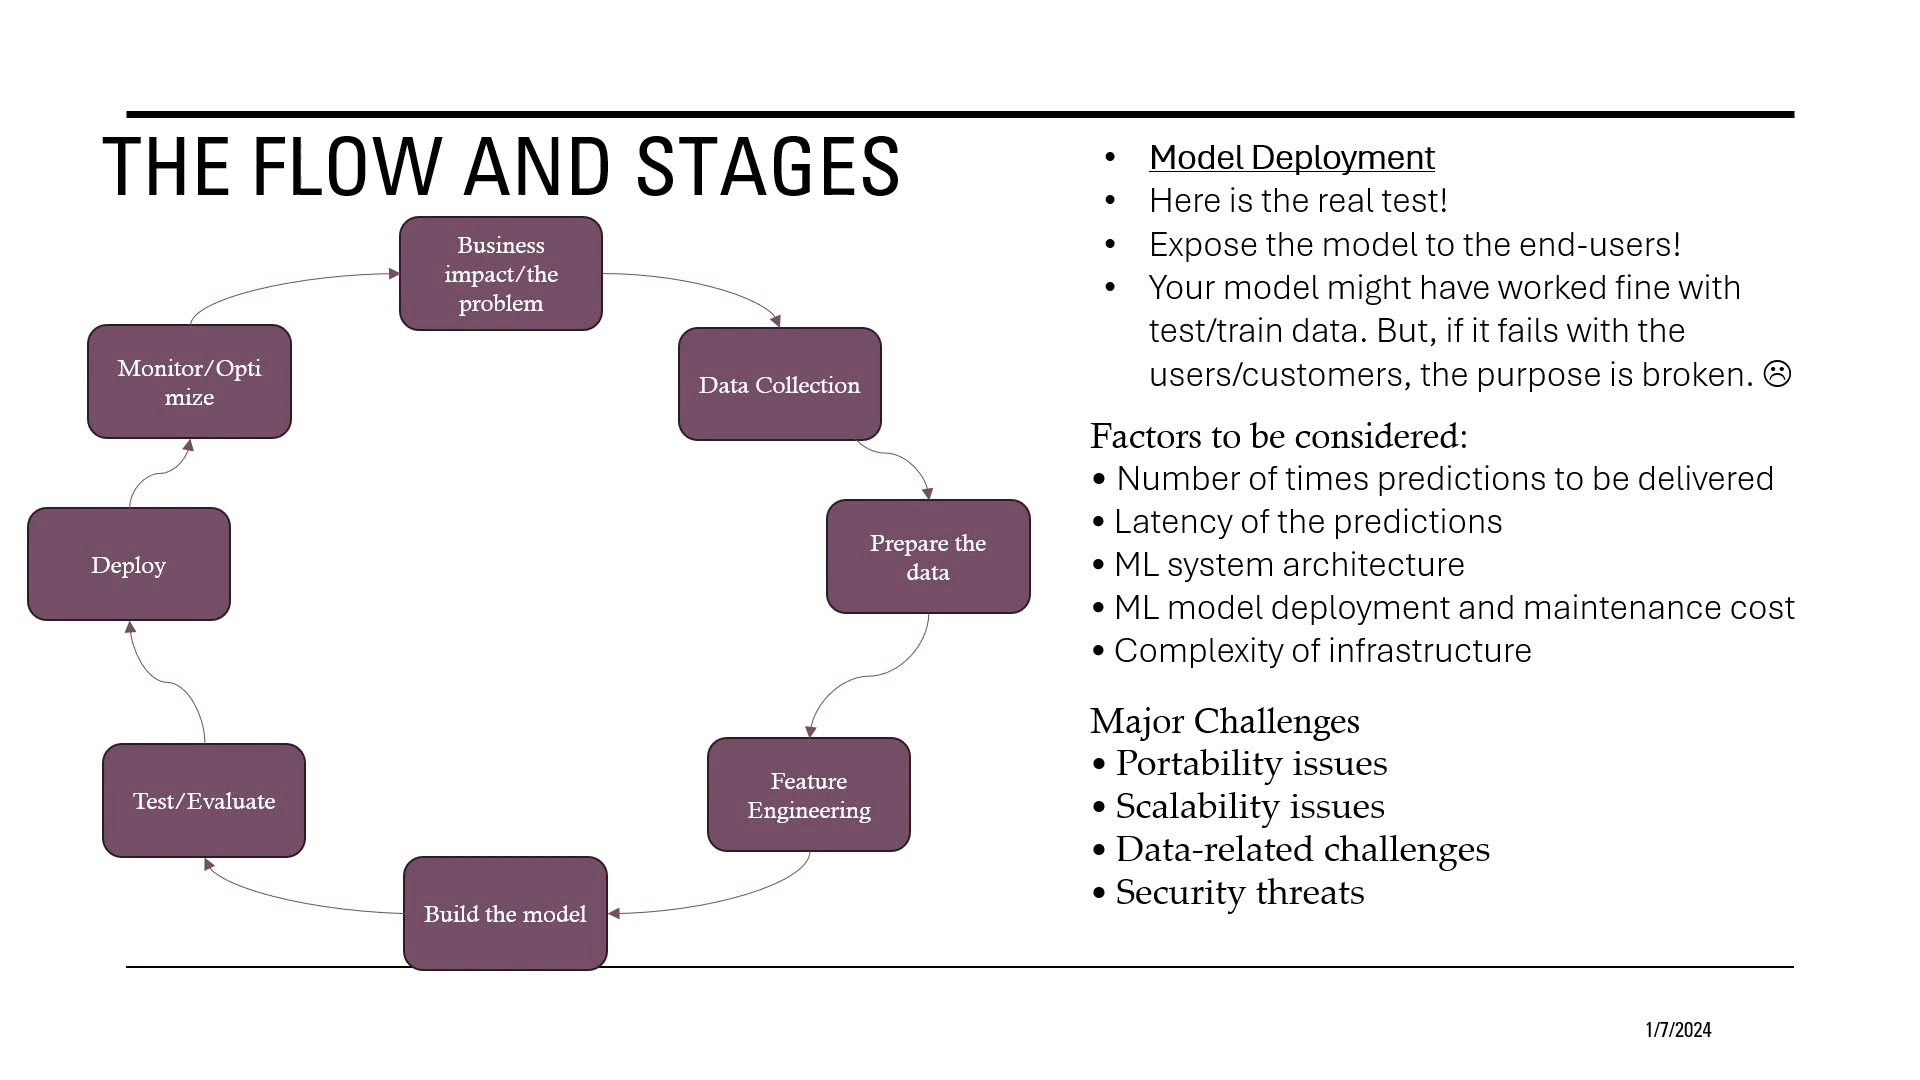 THE FLOW AND STAGES
Business
impact/the
problem
Data Collection
Prepare the
data
Feature
Engineering
Build the model
Test/Evaluate
Deploy
Monitor/Opti
mize
• Model Deployment
• Here is the real test!
• Expose the model to the end-users!
• Your model might have worked fine with
test/train data. But, if it fails with the
users/customers, the purpose is broken. ☹
Factors to be considered:
• Number of times predictions to be delivered
• Latency of the predictions
• ML system architecture
• ML model deployment and maintenance cost
• Complexity of infrastructure
Major Challenges
• Portability issues
• Scalability issues
• Data-related challenges
• Security threats
1/7/2024